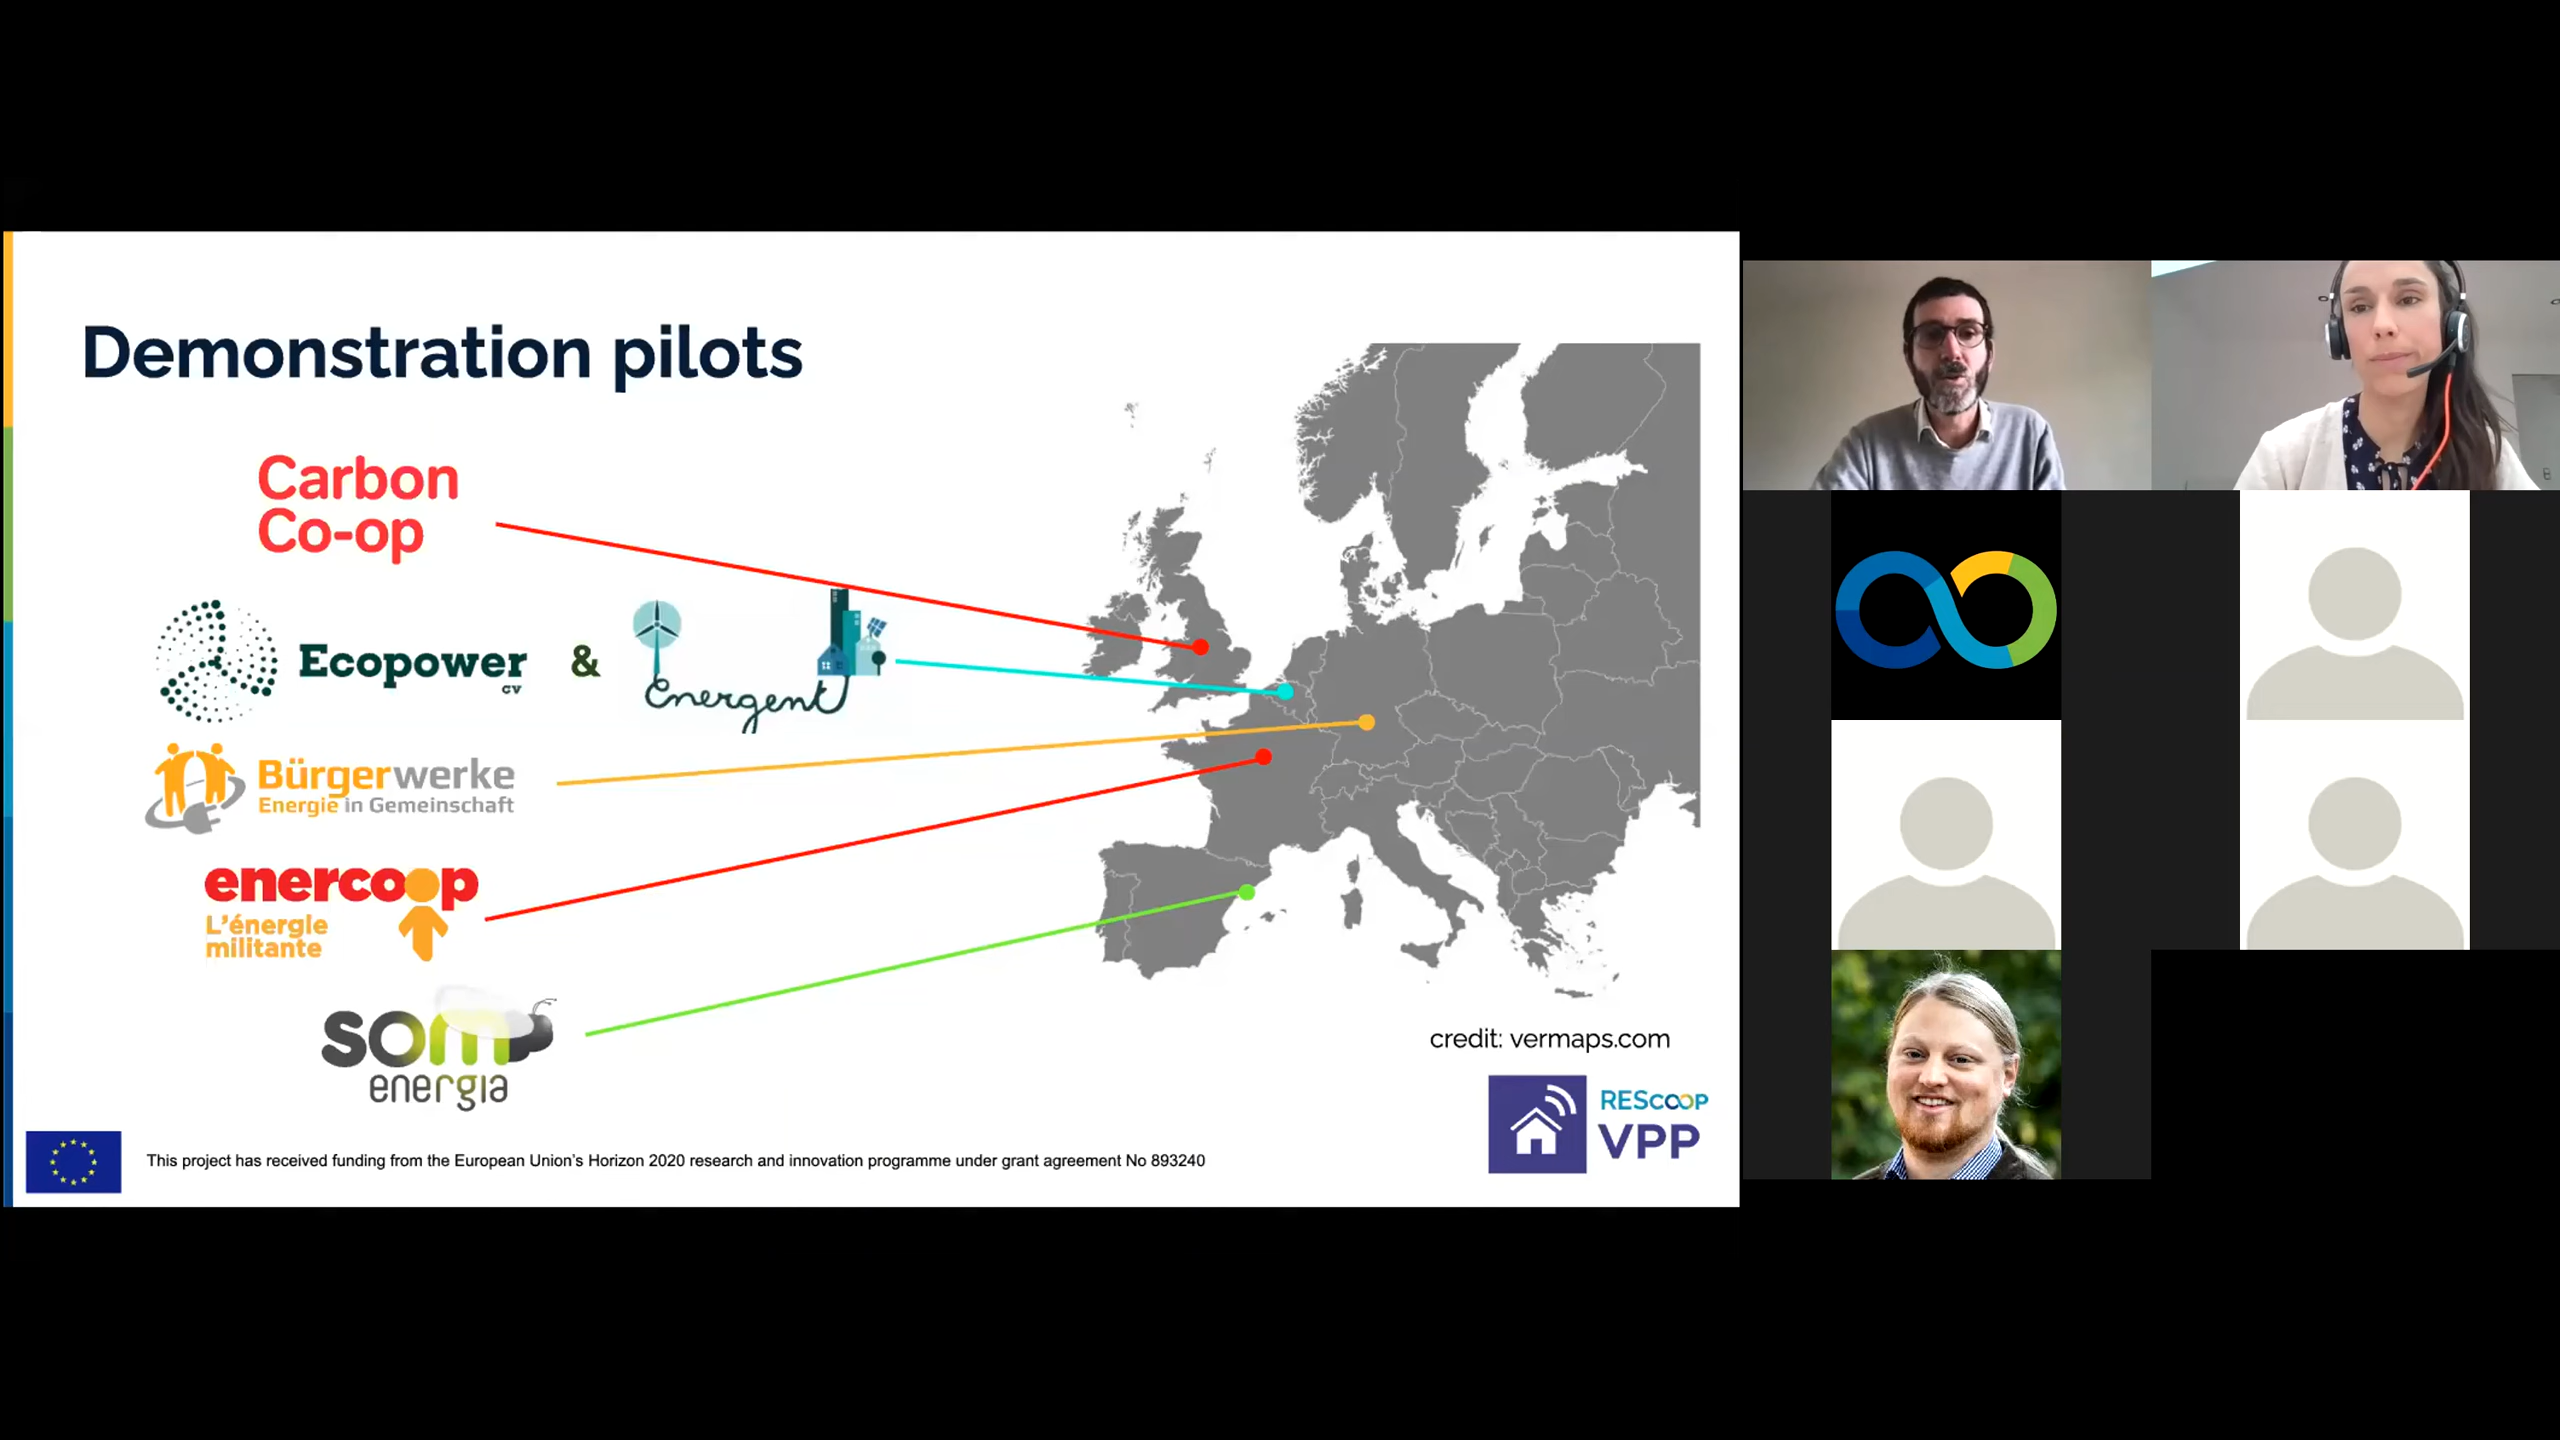 Demonstration pilots
Carbon
Co-op
Ecopower
CV
&
Energent
Bürgerwerke
Energie in Gemeinschaft
enercoop
L'énergie
militante
som
energia
credit: vermaps.com
REScoop
VPP
This project has received funding from the European Union's Horizon 2020 research and innovation programme under grant agreement No 893240